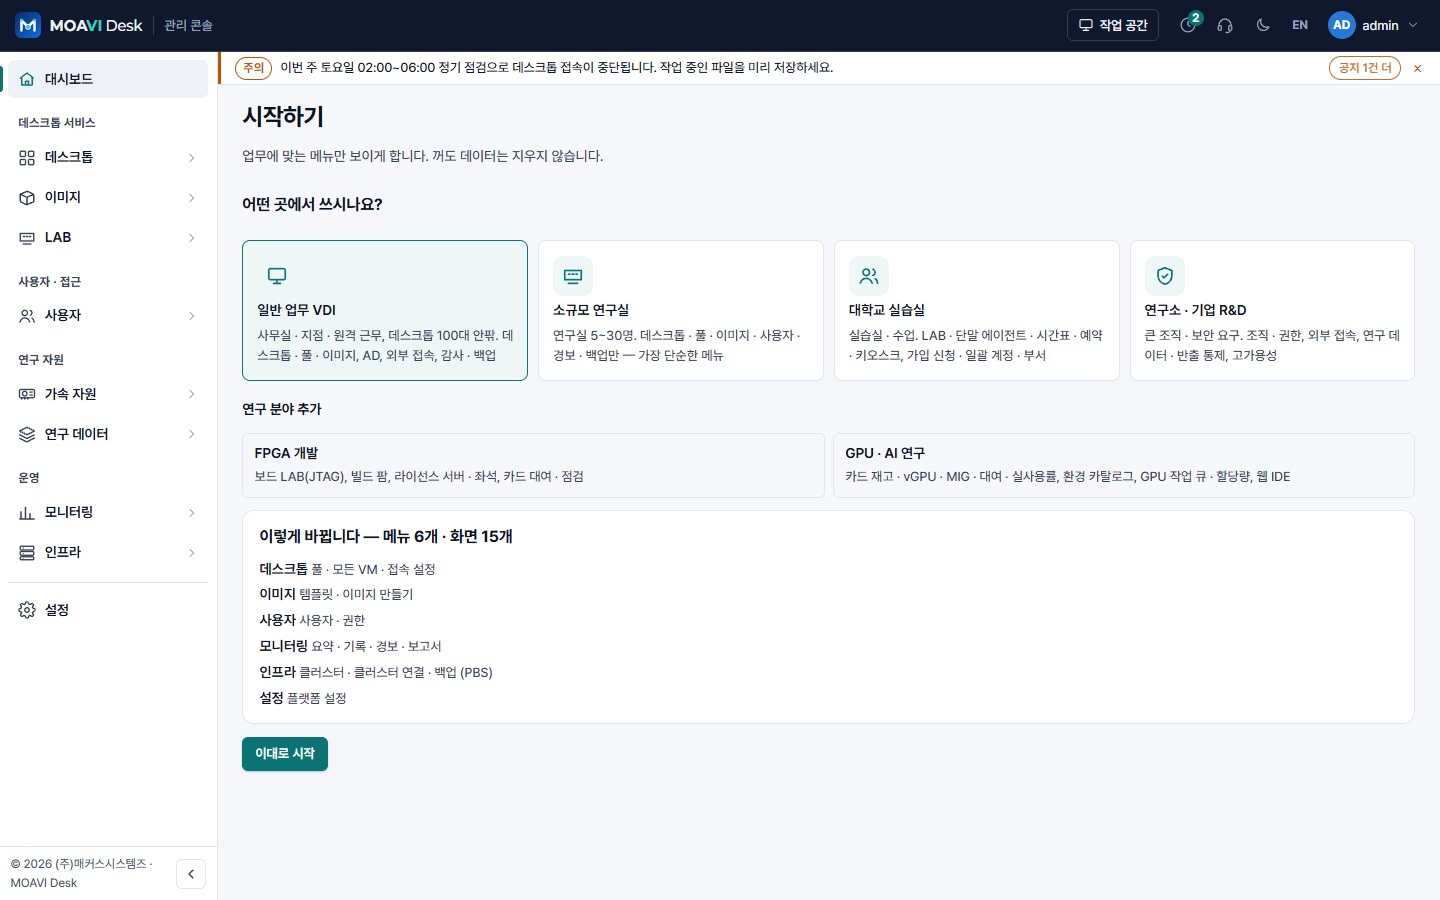 MOAVI Desk
관리 콘솔
작업 공간
2
EN
AD
admin
대시보드
데스크톱 서비스
데스크톱
이미지
LAB
사용자 · 접근
사용자
연구 자원
가속 자원
연구 데이터
운영
모니터링
인프라
설정
© 2026 (주)매커스시스템즈 ·
MOAVI Desk
주의
이번 주 토요일 02:00~06:00 정기 점검으로 데스크톱 접속이 중단됩니다. 작업 중인 파일을 미리 저장하세요.
공지 1건 더
×
시작하기
업무에 맞는 메뉴만 보이게 합니다. 꺼도 데이터는 지우지 않습니다.
어떤 곳에서 쓰시나요?
일반 업무 VDI
사무실 · 지점 · 원격 근무, 데스크톱 100대 안팎. 데
스크톱 · 풀 · 이미지, AD, 외부 접속, 감사 · 백업
소규모 연구실
연구실 5~30명. 데스크톱 · 풀 · 이미지 · 사용자 ·
경보 · 백업만 — 가장 단순한 메뉴
대학교 실습실
실습실 · 수업. LAB · 단말 에이전트 · 시간표 · 예약
· 키오스크, 가입 신청 · 일괄 계정 · 부서
연구소 · 기업 R&D
큰 조직 · 보안 요구. 조직 · 권한, 외부 접속, 연구 데
이터 · 반출 통제, 고가용성
연구 분야 추가
FPGA 개발
보드 LAB(JTAG), 빌드 팜, 라이선스 서버 · 좌석, 카드 대여 · 점검
GPU · AI 연구
카드 재고 · vGPU · MIG · 대여 · 실사용률, 환경 카탈로그, GPU 작업 큐 · 할당량, 웹 IDE
이렇게 바뀝니다 — 메뉴 6개 · 화면 15개
데스크톱 풀 · 모든 VM · 접속 설정
이미지 템플릿 · 이미지 만들기
사용자 사용자 · 권한
모니터링 요약 · 기록 · 경보 · 보고서
인프라 클러스터 · 클러스터 연결 · 백업 (PBS)
설정 플랫폼 설정
이대로 시작